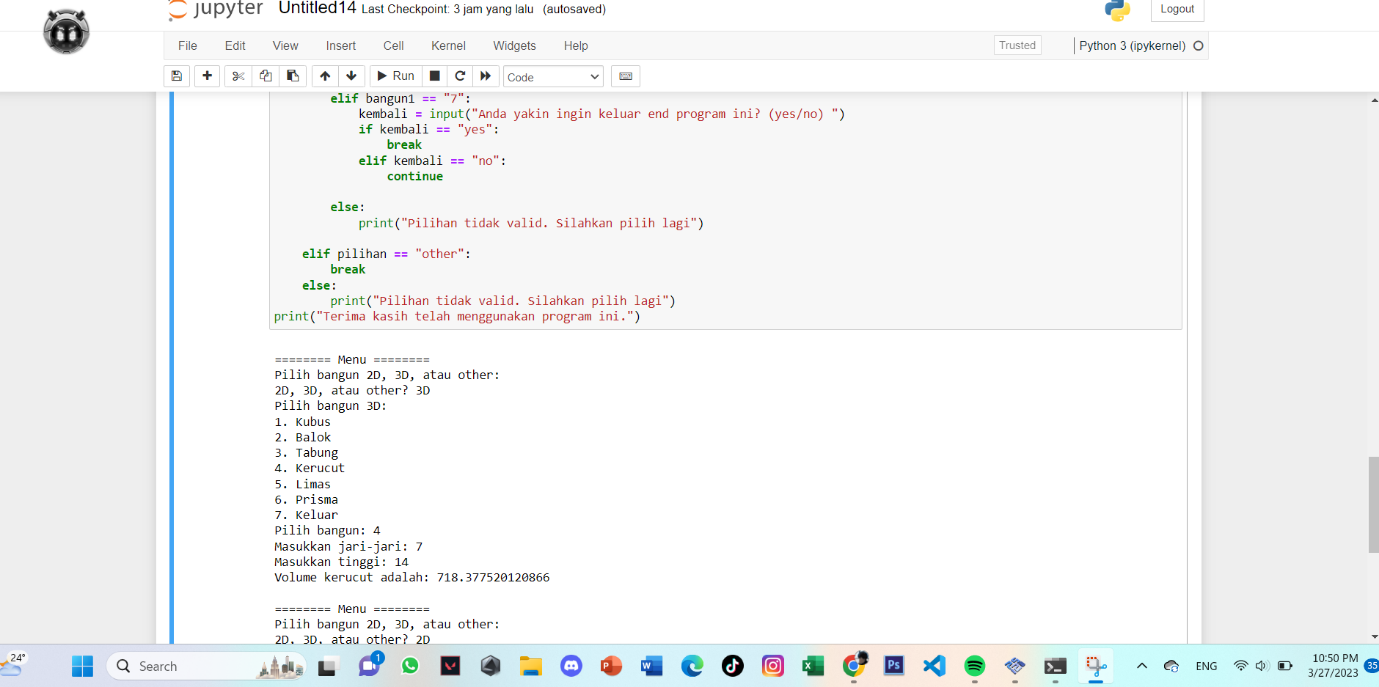 jupyter Untitled14 Last Checkpoint: 3 jam yang lalu (autosaved)
Logout
File Edit View Insert Cell Kernel Widgets Help
Trusted Python 3 (ipykernel)
Run Code
elif bangun1 == "7":
kembali = input("Anda yakin ingin keluar end program ini? (yes/no) ")
if kembali == "yes":
break
elif kembali == "no":
continue
else:
print("Pilihan tidak valid. Silahkan pilih lagi")
elif pilihan == "other":
break
else:
print("Pilihan tidak valid. Silahkan pilih lagi")
print("Terima kasih telah menggunakan program ini.")
======== Menu ========
Pilih bangun 2D, 3D, atau other:
2D, 3D, atau other? 3D
Pilih bangun 3D:
1. Kubus
2. Balok
3. Tabung
4. Kerucut
5. Limas
6. Prisma
7. Keluar
Pilih bangun: 4
Masukkan jari-jari: 7
Masukkan tinggi: 14
Volume kerucut adalah: 718.377520120866
======== Menu ========
Pilih bangun 2D, 3D, atau other:
2D, 3D, atau other? 2D
24°
Search
1
ENG
10:50 PM
3/27/2023
35